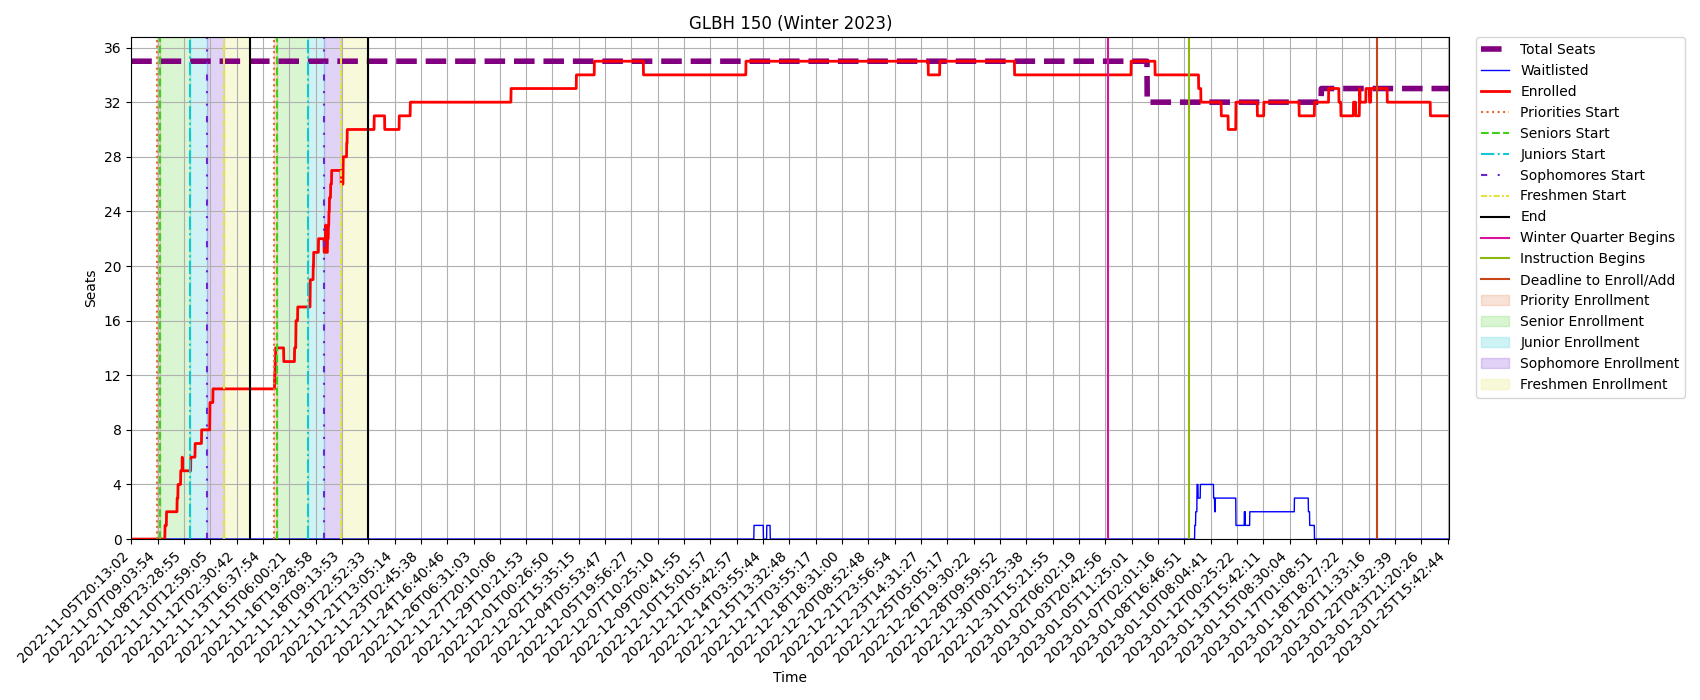 GLBH 150 (Winter 2023)
Seats
36
32
28
24
20
16
12
8
4
0
2022-11-05T20:13:02
2022-11-07T09:03:54
2022-11-08T23:28:55
2022-11-10T12:59:05
2022-11-12T02:30:42
2022-11-13T16:37:54
2022-11-15T06:00:21
2022-11-16T19:28:58
2022-11-18T09:13:53
2022-11-19T22:52:33
2022-11-21T13:05:14
2022-11-23T02:45:38
2022-11-24T16:40:46
2022-11-26T06:31:03
2022-11-27T20:10:06
2022-11-29T10:21:53
2022-12-01T00:26:50
2022-12-02T15:35:15
2022-12-04T05:53:47
2022-12-05T19:56:27
2022-12-07T10:25:10
2022-12-09T00:41:55
2022-12-10T15:01:57
2022-12-12T05:42:57
2022-12-14T03:55:44
2022-12-15T13:32:48
2022-12-17T03:55:17
2022-12-18T18:31:00
2022-12-20T08:52:48
2022-12-21T23:56:54
2022-12-23T14:31:27
2022-12-25T05:05:17
2022-12-26T19:30:22
2022-12-28T09:59:52
2022-12-30T00:25:38
2022-12-31T15:21:55
2023-01-02T06:02:19
2023-01-03T20:42:56
2023-01-05T11:25:01
2023-01-07T02:01:16
2023-01-08T16:46:51
2023-01-10T08:04:41
2023-01-12T00:25:22
2023-01-13T15:42:11
2023-01-15T08:30:04
2023-01-17T01:08:51
2023-01-18T18:27:22
2023-01-20T11:33:16
2023-01-22T04:32:39
2023-01-23T21:20:26
2023-01-25T15:42:44
Time
Total Seats
Waitlisted
Enrolled
Priorities Start
Seniors Start
Juniors Start
Sophomores Start
Freshmen Start
End
Winter Quarter Begins
Instruction Begins
Deadline to Enroll/Add
Priority Enrollment
Senior Enrollment
Junior Enrollment
Sophomore Enrollment
Freshmen Enrollment